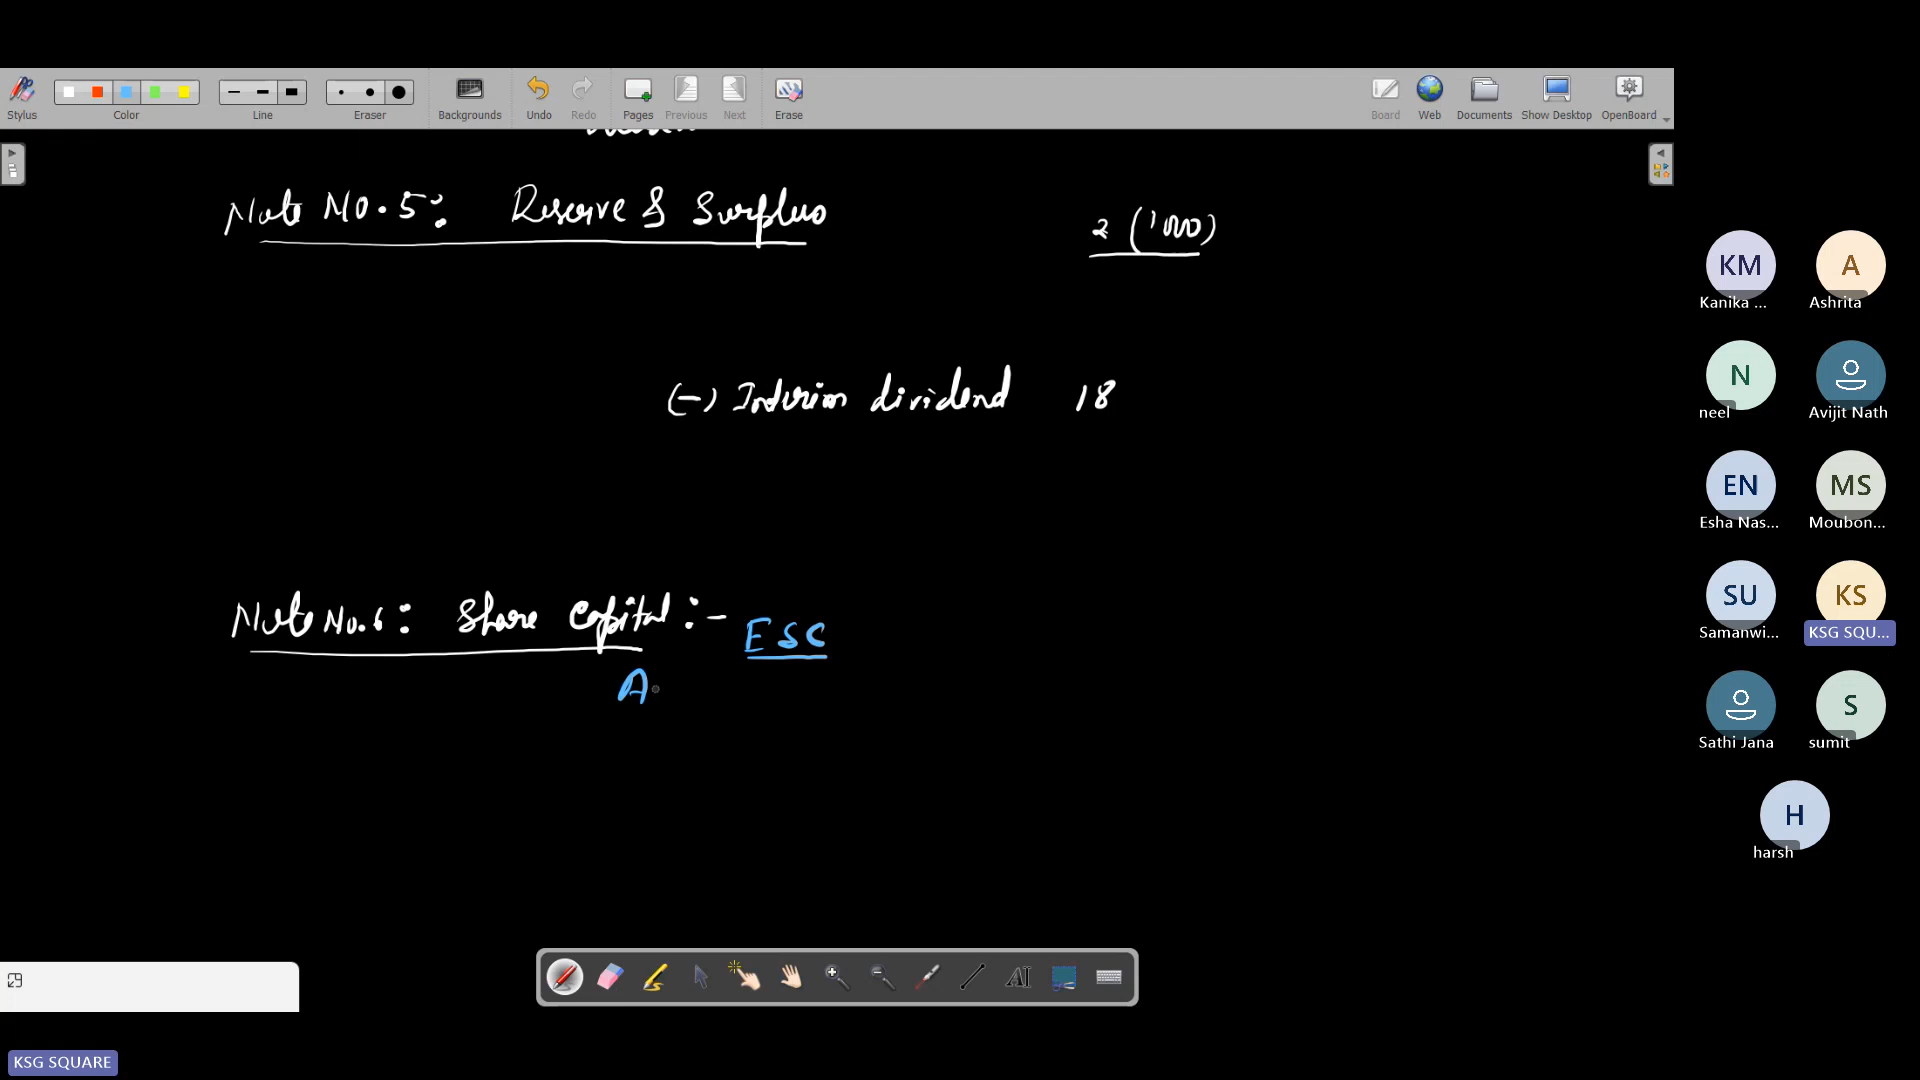 Stylus Color Line Eraser Backgrounds Undo Redo Pages Previous Next Erase Board Web Documents Show Desktop OpenBoard
Note No. 5: Reserve & Surplus
₹ ('000)
(-) Interim dividend 18
Note No. 6: Share Capital :- ESC
A
KM A
Kanika ... Ashrita
N
neel Avijit Nath
EN MS
Esha Nas... Moubon...
SU KS
Samanwi... KSG SQU...
S
Sathi Jana sumit
H
harsh
AI
KSG SQUARE